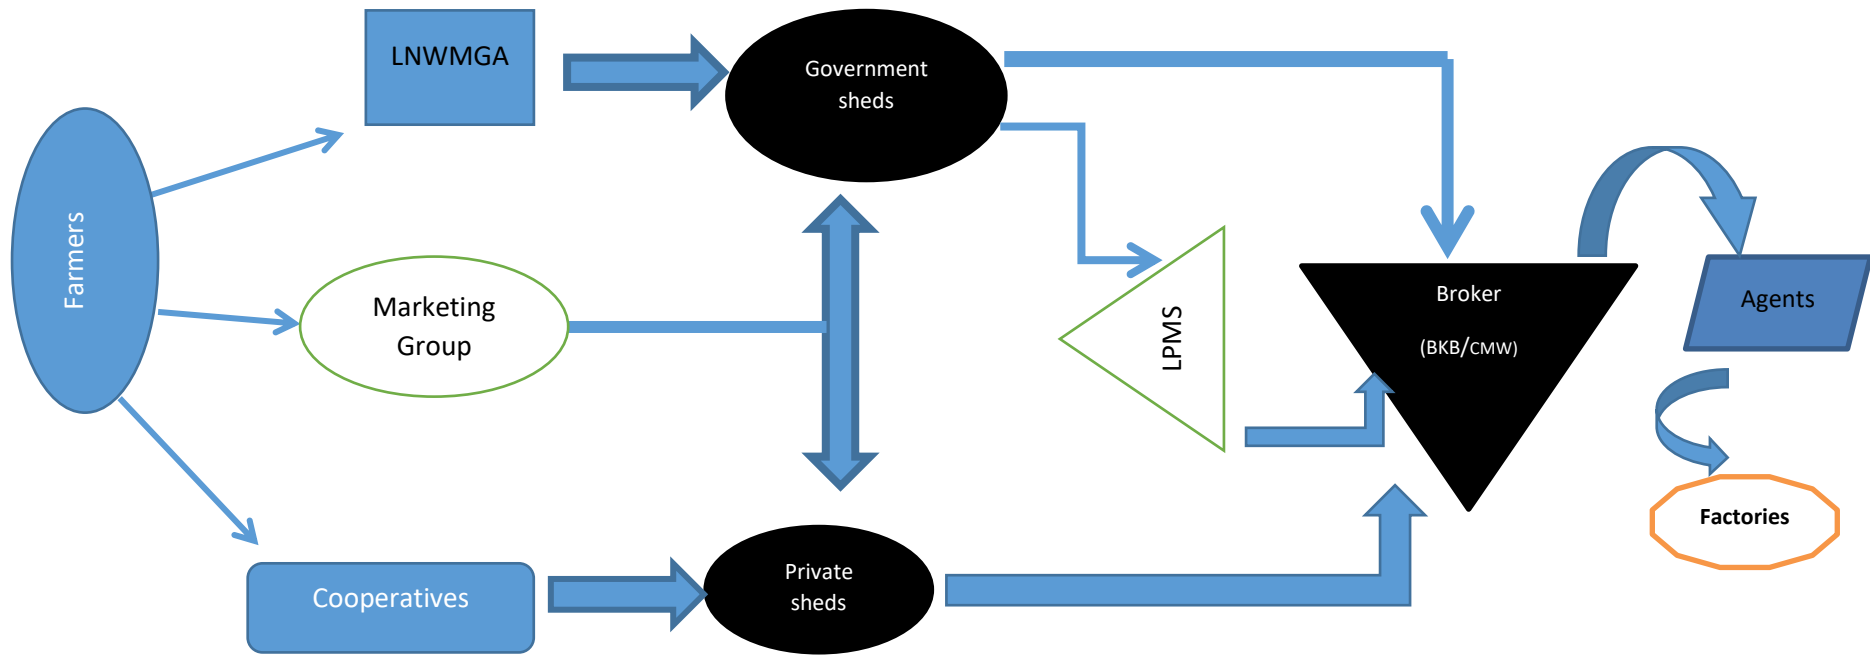 LNWMGA
Government
sheds
Farmers
Marketing
Group
LPMS
Broker
(BKB/CMW)
Agents
Factories
Cooperatives
Private
sheds